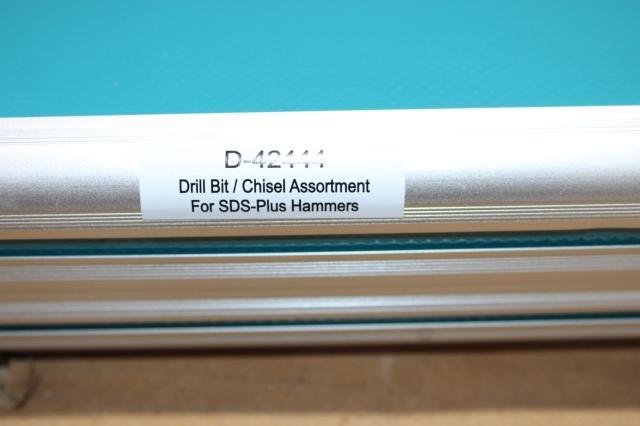 D-42444
Drill Bit / Chisel Assortment
For SDS-Plus Hammers